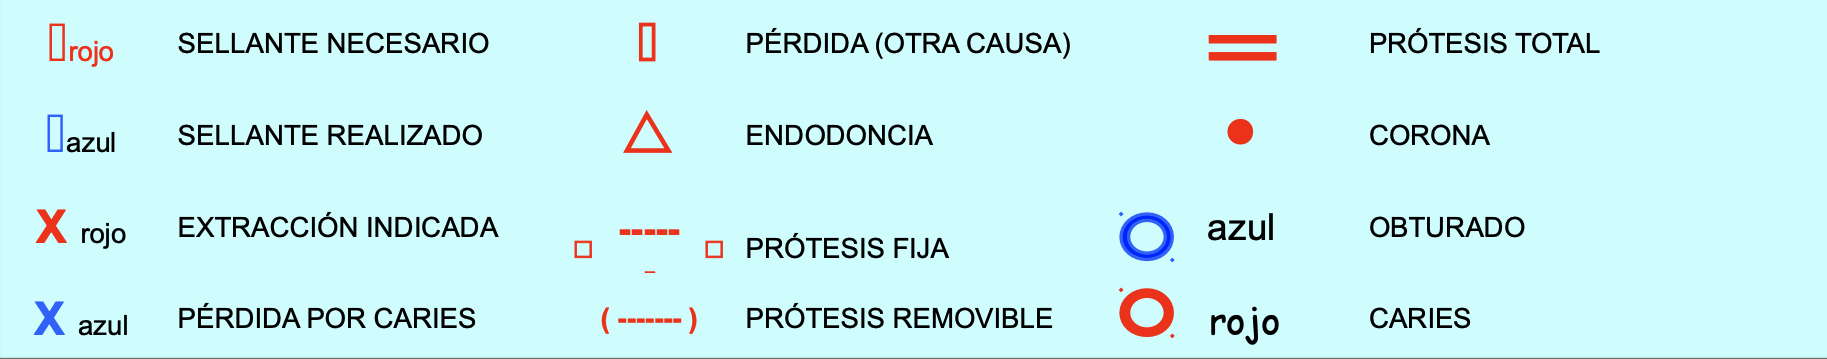 rojo SELLANTE NECESARIO PÉRDIDA (OTRA CAUSA) PRÓTESIS TOTAL
azul SELLANTE REALIZADO ENDODONCIA CORONA
X rojo EXTRACCIÓN INDICADA ----- PRÓTESIS FIJA azul OBTURADO
X azul PÉRDIDA POR CARIES (-------) PRÓTESIS REMOVIBLE rojo CARIES